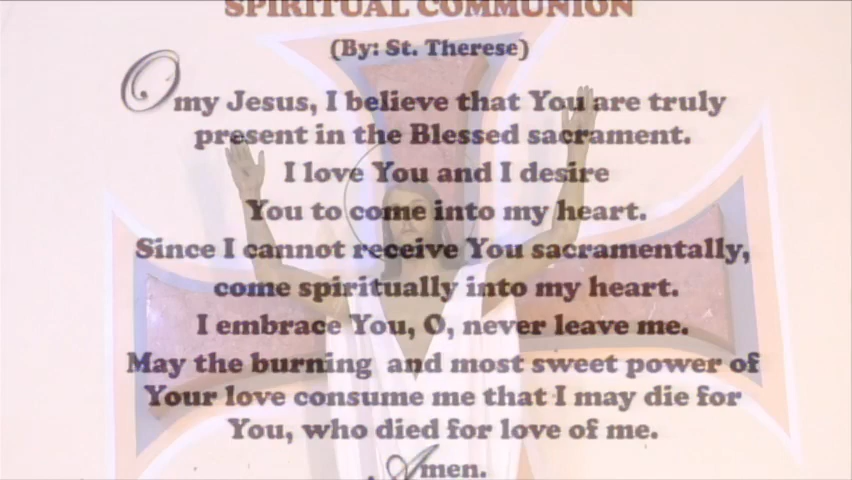 SPIRITUAL COMMUNION
(By: St. Therese)
O my Jesus, I believe that You are truly
present in the Blessed sacrament.
I love You and I desire
You to come into my heart.
Since I cannot receive You sacramentally,
come spiritually into my heart.
I embrace You, O, never leave me.
May the burning and most sweet power of
Your love consume me that I may die for
You, who died for love of me.
Amen.